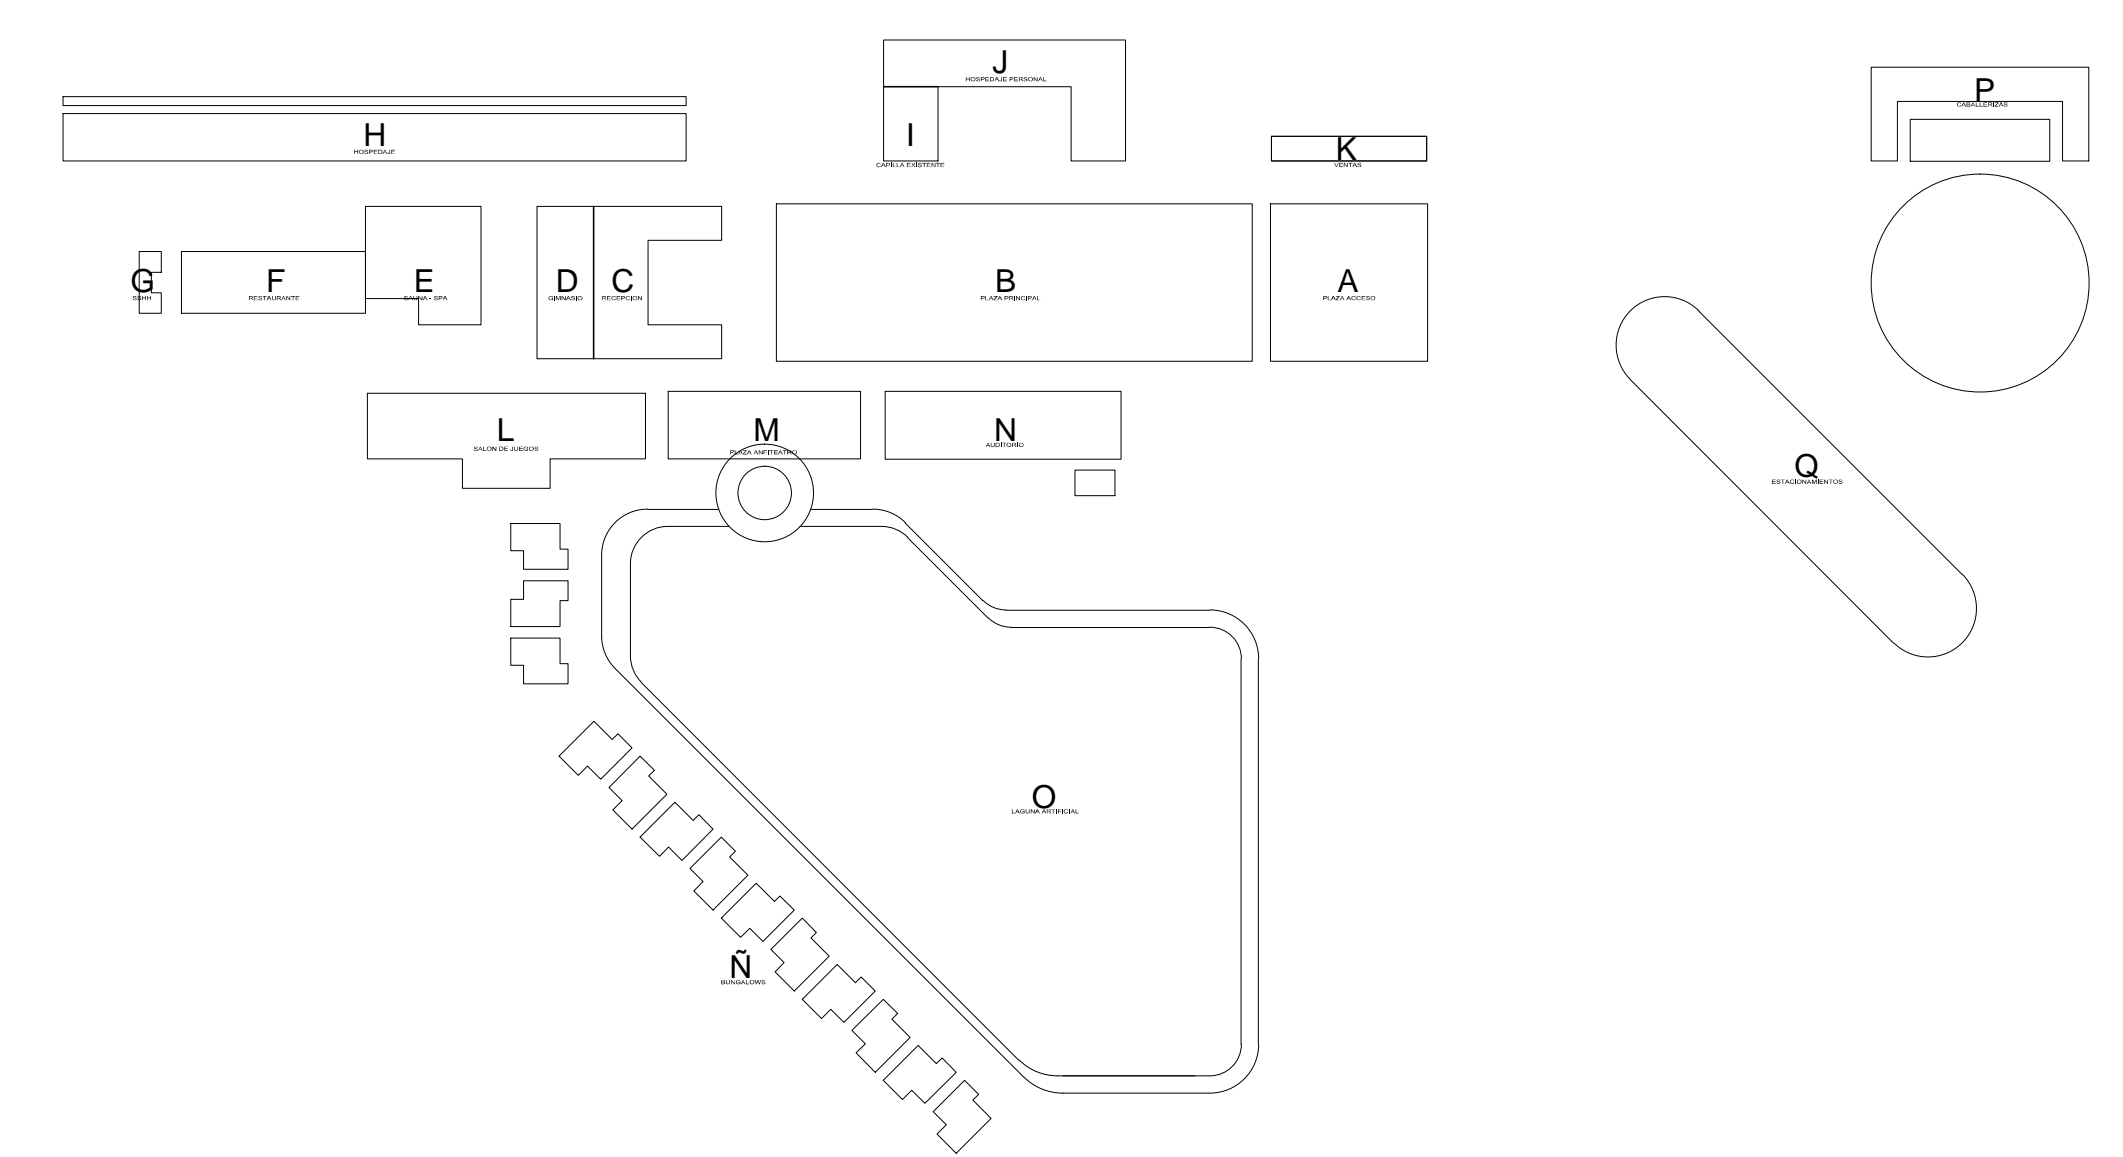 J
HOSPEDAJE PERSONAL
P
CABALLERIZAS
H
HOSPEDAJE
I
CAPILLA EXISTENTE
K
VENTAS
G
SSHH
F
RESTAURANTE
E
SAUNA - SPA
D
GIMNASIO
C
RECEPCION
B
PLAZA PRINCIPAL
A
PLAZA ACCESO
L
SALON DE JUEGOS
M
PLAZA ANFITEATRO
N
AUDITORIO
Q
ESTACIONAMIENTOS
O
LAGUNA ARTIFICIAL
Ñ
BUNGALOWS